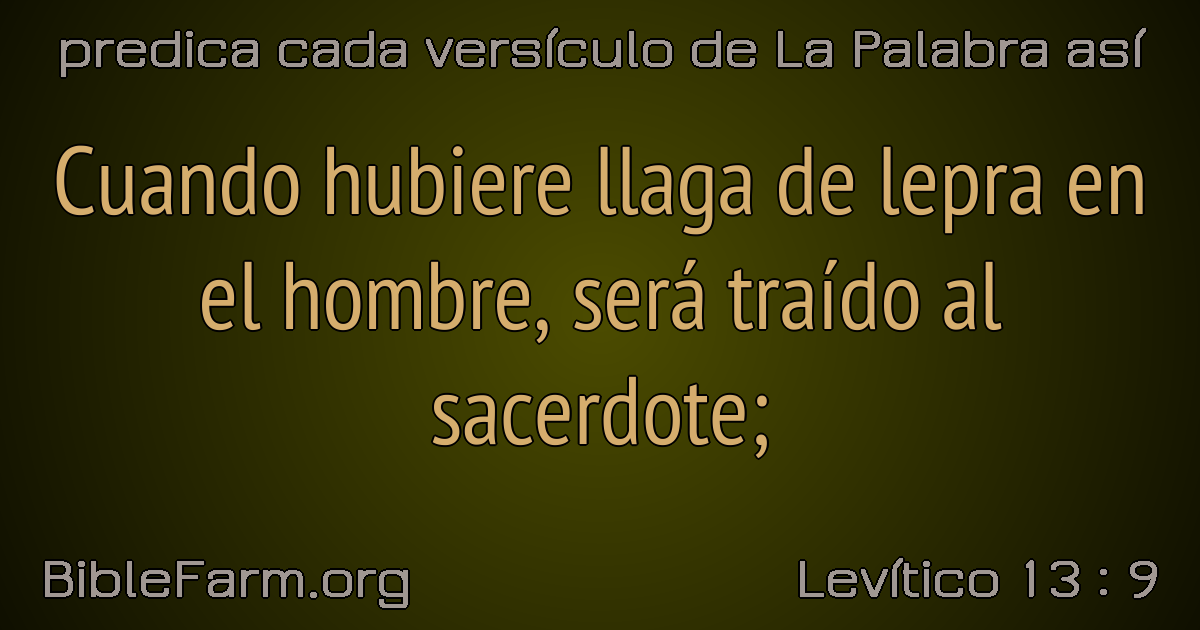 predica cada versículo de La Palabra así
Cuando hubiere llaga de lepra en
el hombre, será traído al
sacerdote;
BibleFarm.org
Levítico 13 : 9